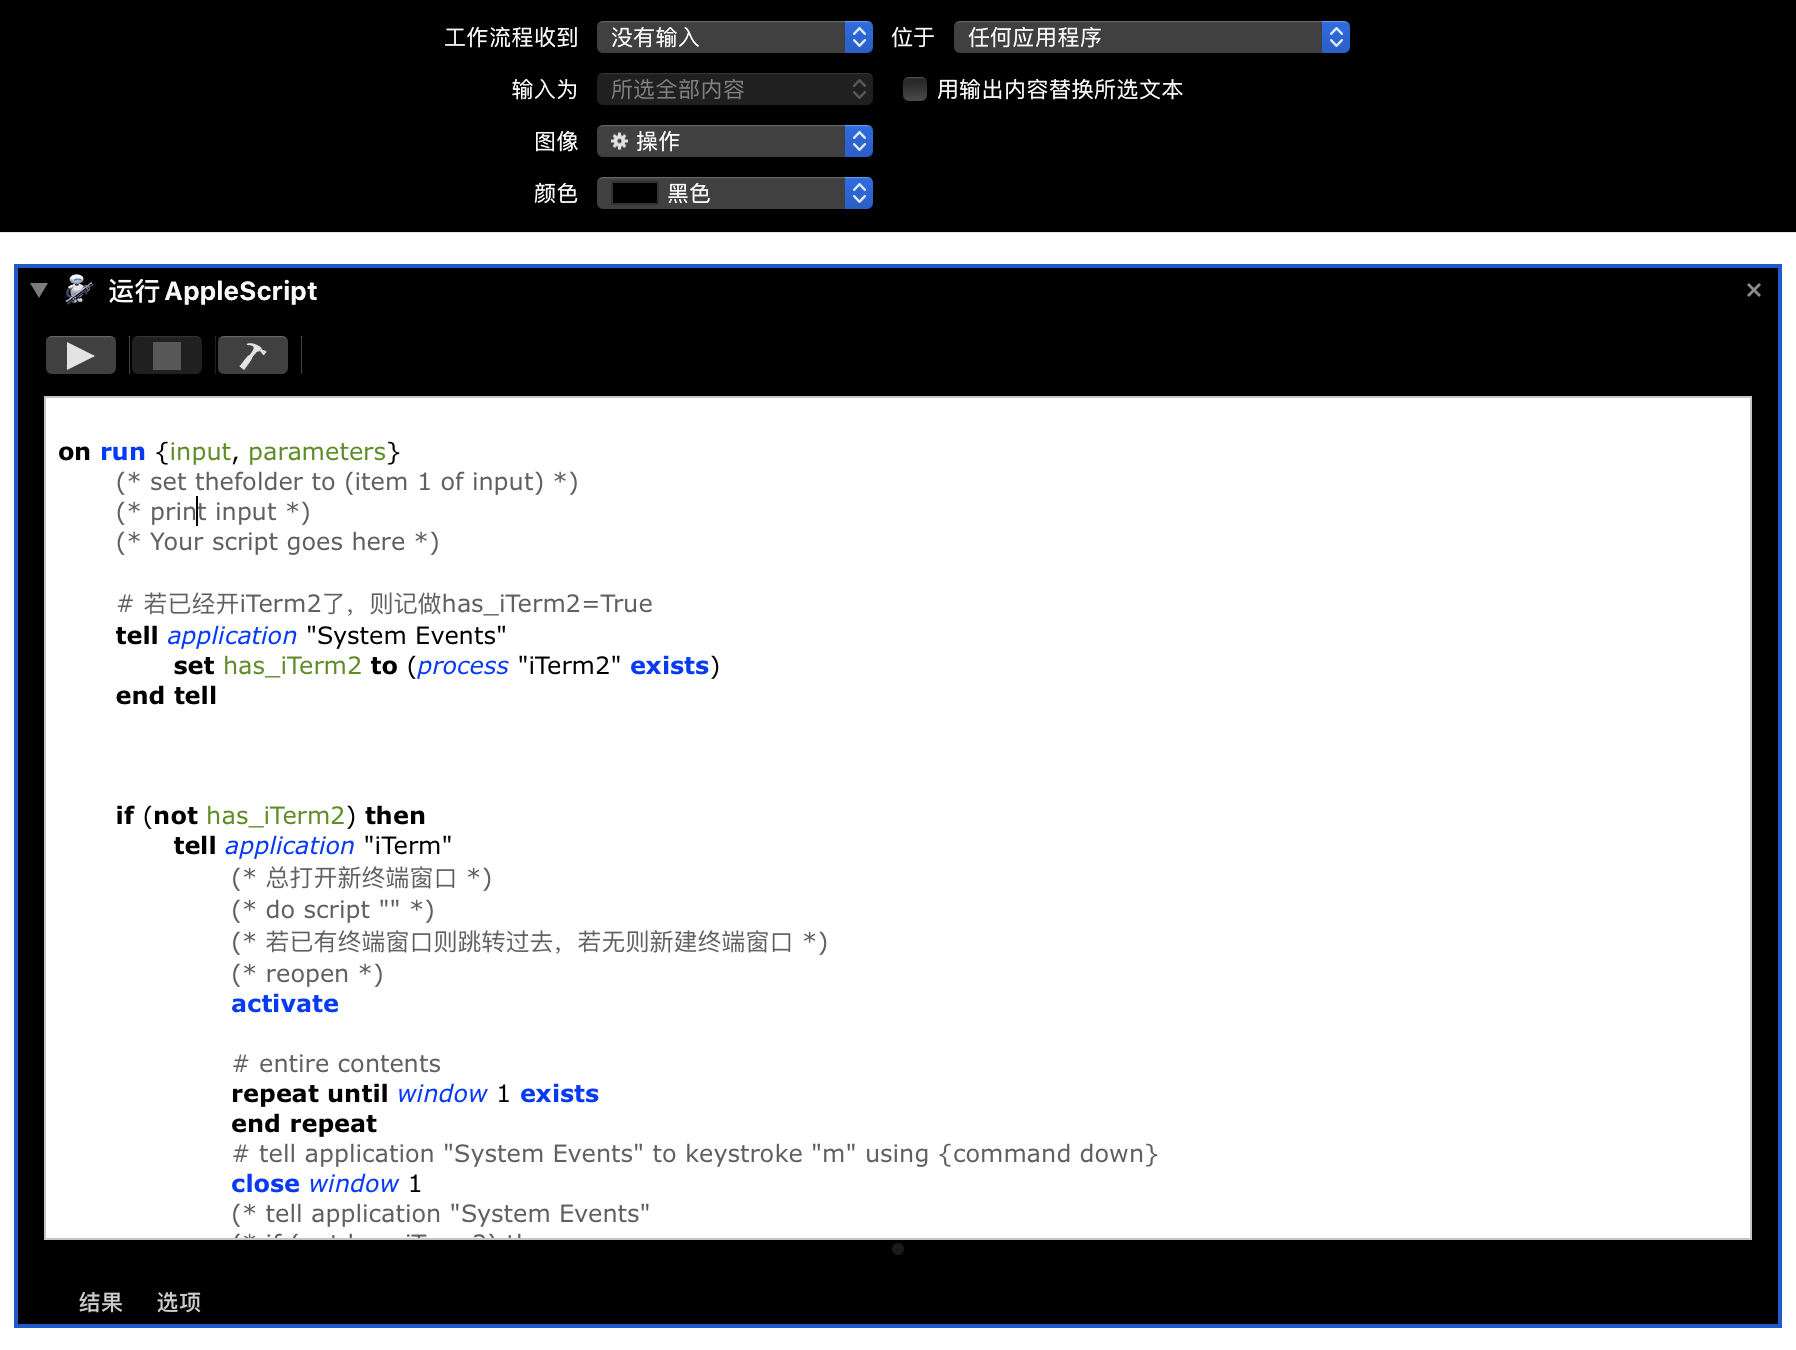 工作流程收到 没有输入 位于 任何应用程序
输入为 所选全部内容 用输出内容替换所选文本
图像 操作
颜色 黑色
运行 AppleScript
on run {input, parameters}
(* set thefolder to (item 1 of input) *)
(* print input *)
(* Your script goes here *)
# 若已经开iTerm2了，则记做has_iTerm2=True
tell application "System Events"
set has_iTerm2 to (process "iTerm2" exists)
end tell
if (not has_iTerm2) then
tell application "iTerm"
(* 总打开新终端窗口 *)
(* do script "" *)
(* 若已有终端窗口则跳转过去，若无则新建终端窗口 *)
(* reopen *)
activate
# entire contents
repeat until window 1 exists
end repeat
# tell application "System Events" to keystroke "m" using {command down}
close window 1
(* tell application "System Events"
结果 选项